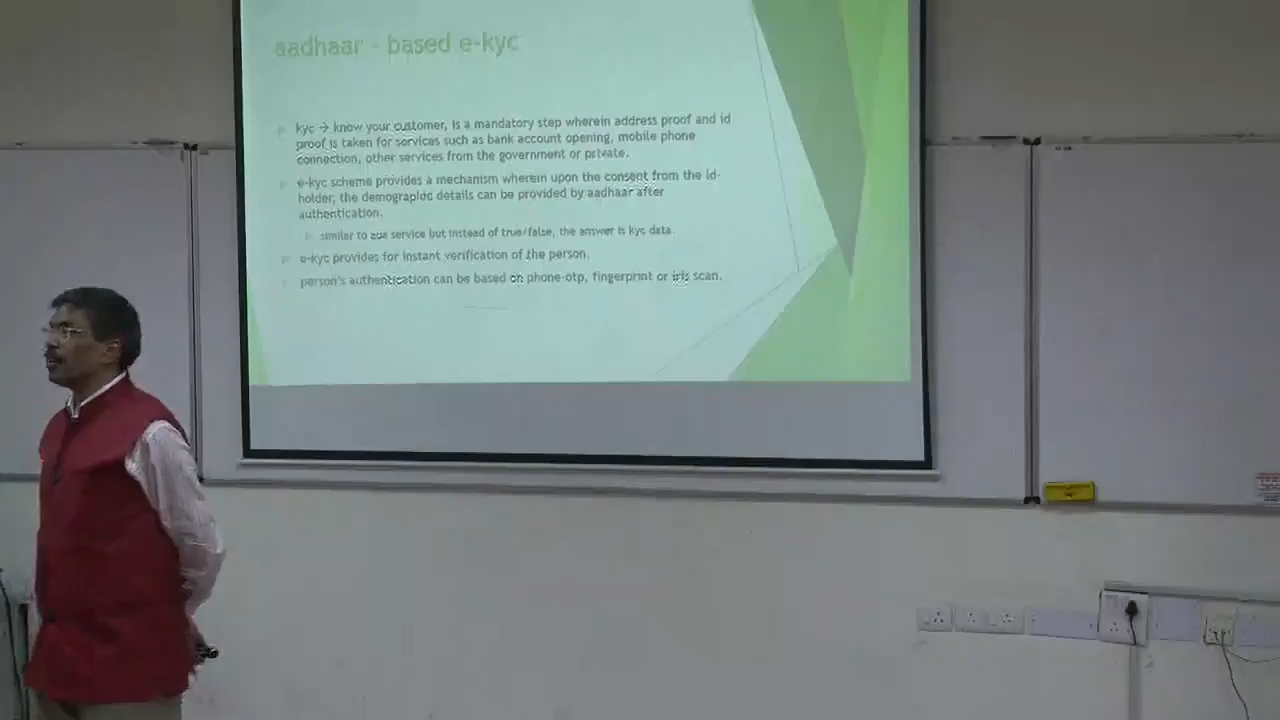 aadhaar - based e-kyc
kyc → know your customer, is a mandatory step wherein address proof and id
proof is taken for services such as bank account opening, mobile phone
connection, other services from the government or private.
e-kyc scheme provides a mechanism wherein upon the consent from the id-
holder, the demographic details can be provided by aadhaar after
authentication.
similar to aua service but instead of true/false, the answer is kyc data.
e-kyc provides for instant verification of the person.
person's authentication can be based on phone-otp, fingerprint or iris scan.